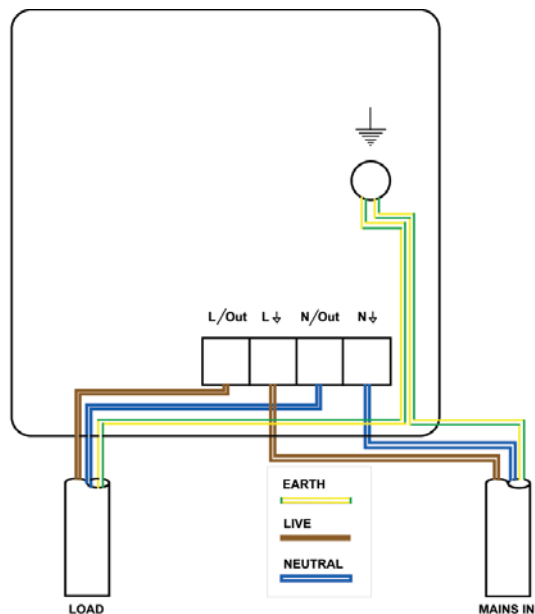 L/Out L N/Out N
EARTH
LIVE
NEUTRAL
LOAD MAINS IN